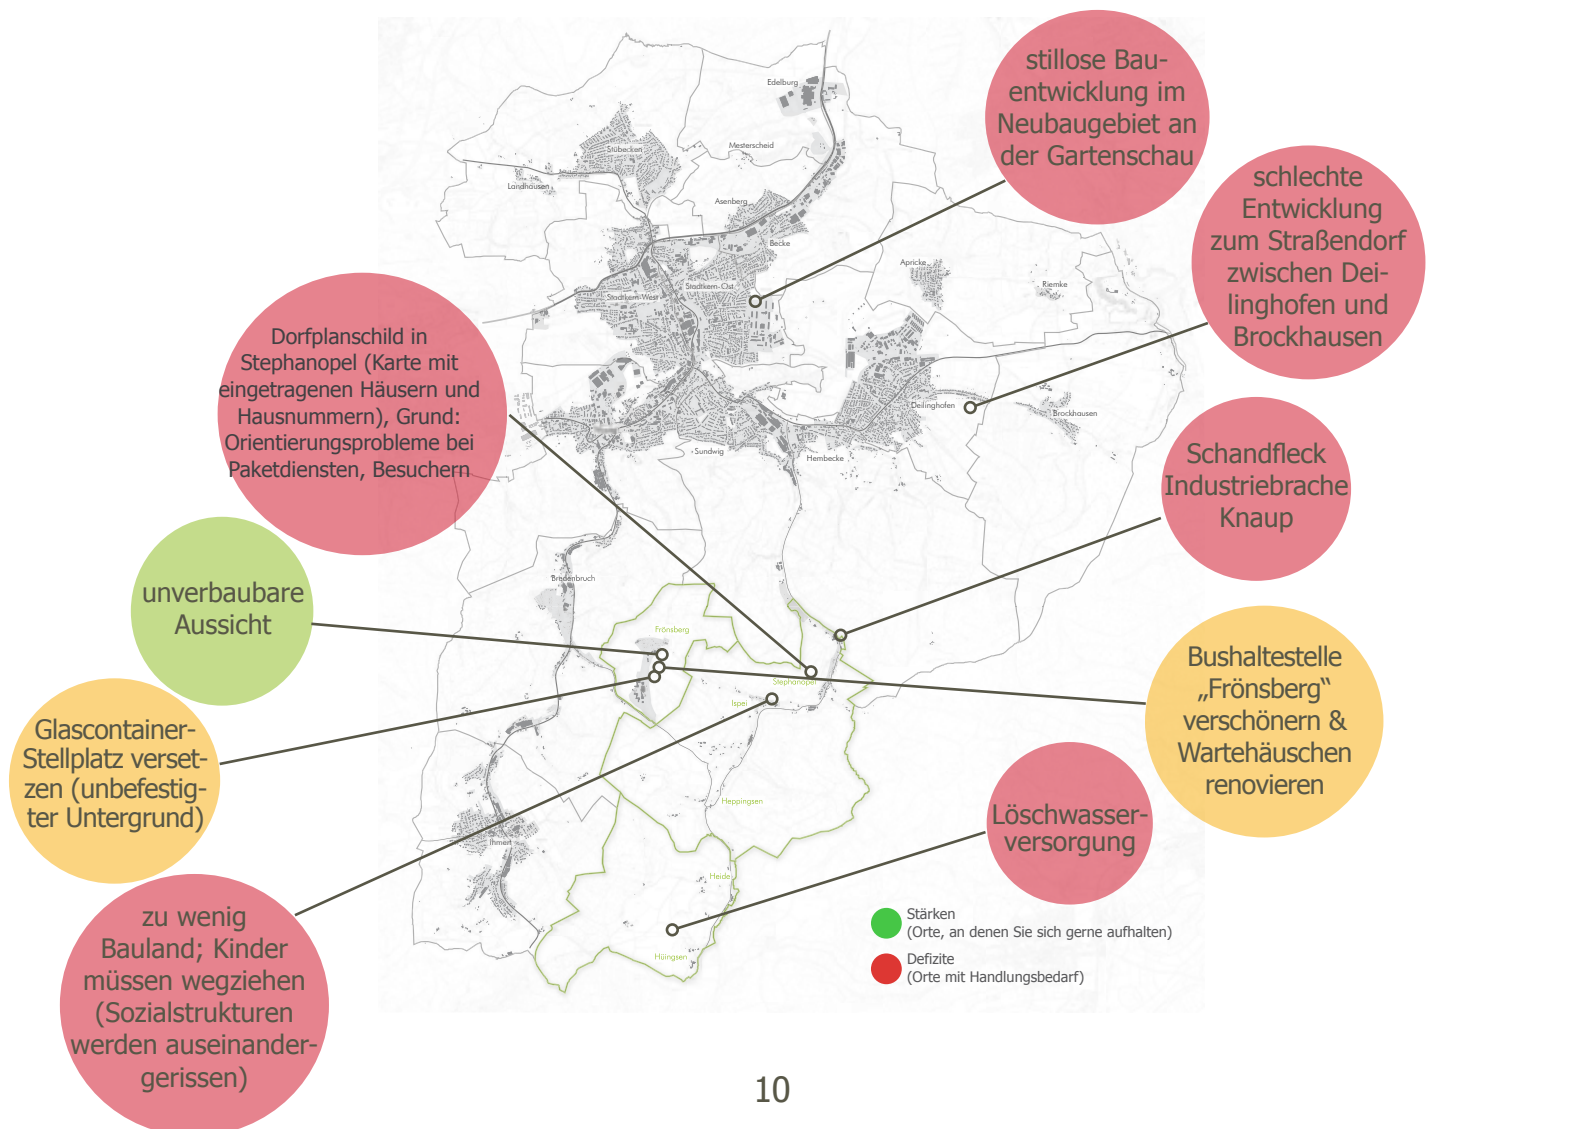 stillose Bau-
entwicklung im
Neubaugebiet an
der Gartenschau
schlechte
Entwicklung
zum Straßendorf
zwischen Dei-
linghofen und
Brockhausen
Dorfplanschild in
Stephanopel (Karte mit
eingetragenen Häusern und
Hausnummern), Grund:
Orientierungsprobleme bei
Paketdiensten, Besuchern
Schandfleck
Industriebrache
Knaup
unverbaubare
Aussicht
Bushaltestelle
„Frönsberg“
verschönern &
Wartehäuschen
renovieren
Glascontainer-
Stellplatz verset-
zen (unbefestig-
ter Untergrund)
Löschwasser-
versorgung
zu wenig
Bauland; Kinder
müssen wegziehen
(Sozialstrukturen
werden auseinander-
gerissen)
Edelburg
Stübecken
Mesterscheid
Landhausen
Asenberg
Becke
Apricke
Riemke
Stadtkern-Ost
Stadtkern-West
Deilinghofen
Brockhausen
Sundwig
Hembecke
Bredenbruch
Frönsberg
Stephanopel
Ispei
Heppingsen
Ihmert
Heide
Hüingsen
Stärken
(Orte, an denen Sie sich gerne aufhalten)
Defizite
(Orte mit Handlungsbedarf)
10